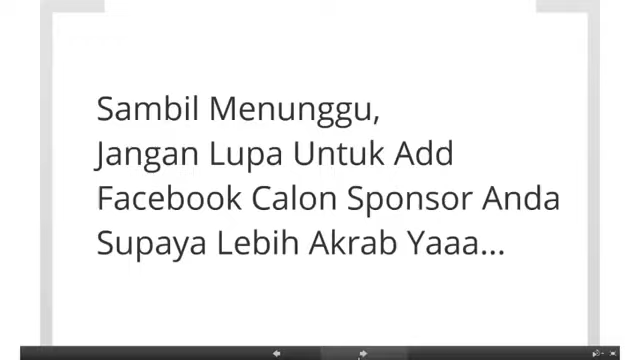 Sambil Menunggu,
Jangan Lupa Untuk Add
Facebook Calon Sponsor Anda
Supaya Lebih Akrab Yaaa...